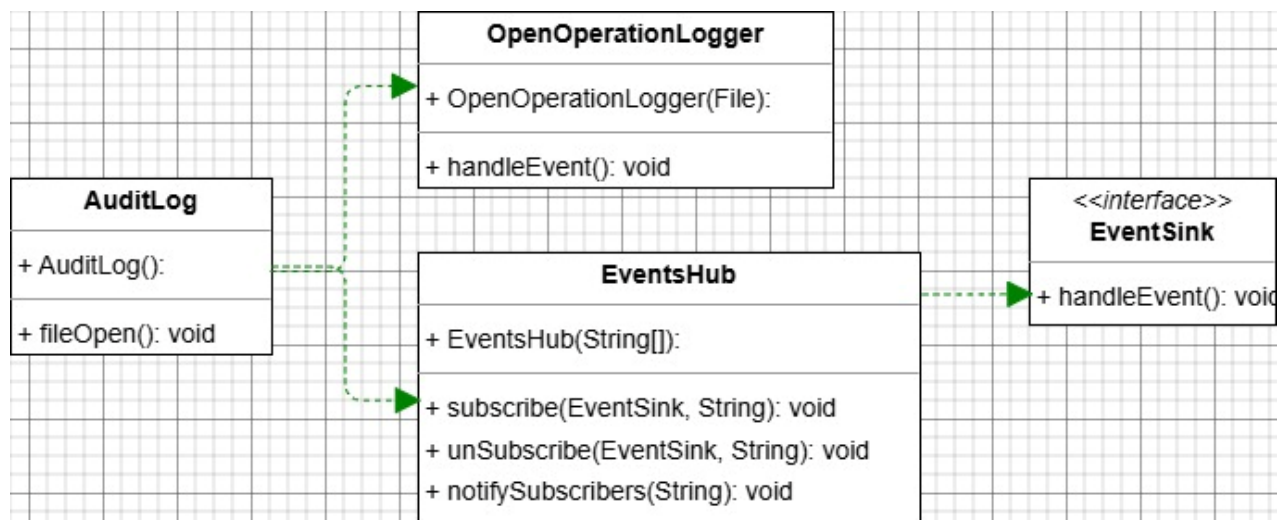 OpenOperationLogger
+ OpenOperationLogger(File):
+ handleEvent(): void
AuditLog
+ AuditLog():
+ fileOpen(): void
EventsHub
+ EventsHub(String[]):
+ subscribe(EventSink, String): void
+ unSubscribe(EventSink, String): void
+ notifySubscribers(String): void
<<interface>>
EventSink
+ handleEvent(): void